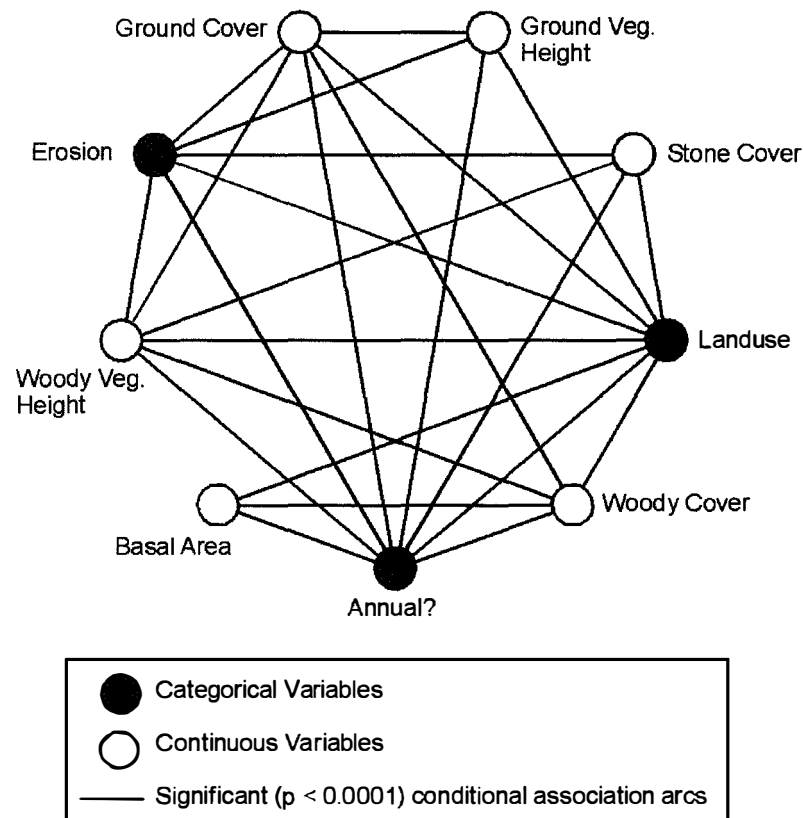 Ground Cover
Ground Veg.
Height
Erosion
Stone Cover
Landuse
Woody Veg.
Height
Woody Cover
Basal Area
Annual?
Categorical Variables
Continuous Variables
Significant (p < 0.0001) conditional association arcs